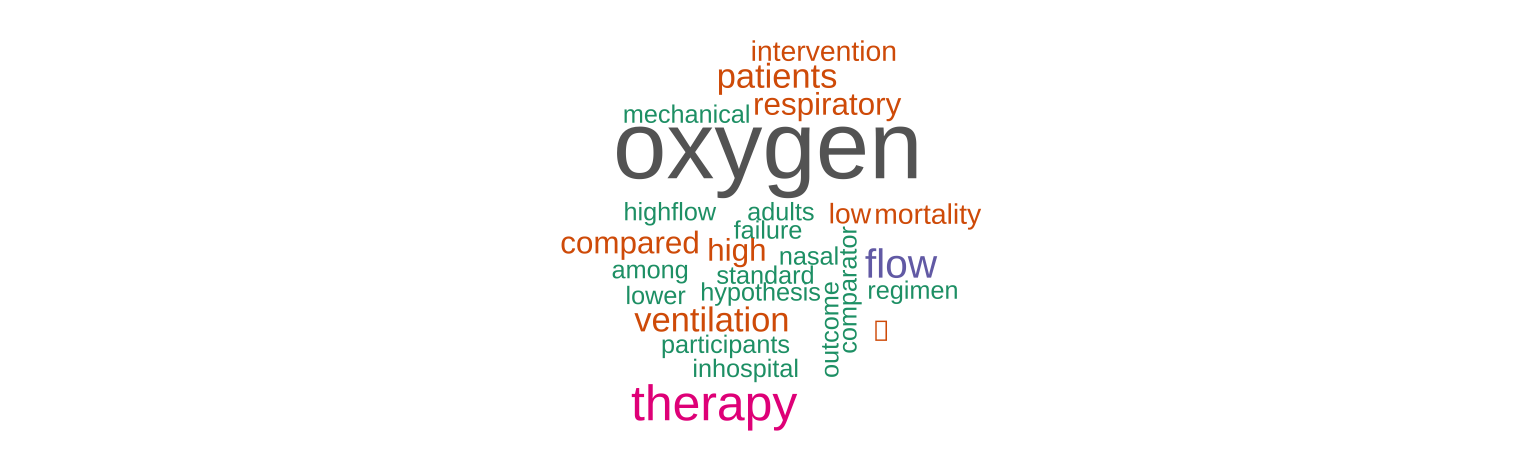 intervention
patients
respiratory
mechanical
oxygen
highflow
adults
low
mortality
failure
compared
high
nasal
flow
among
standard
comparator
lower
hypothesis
regimen
outcome
ventilation
participants
inhospital
therapy